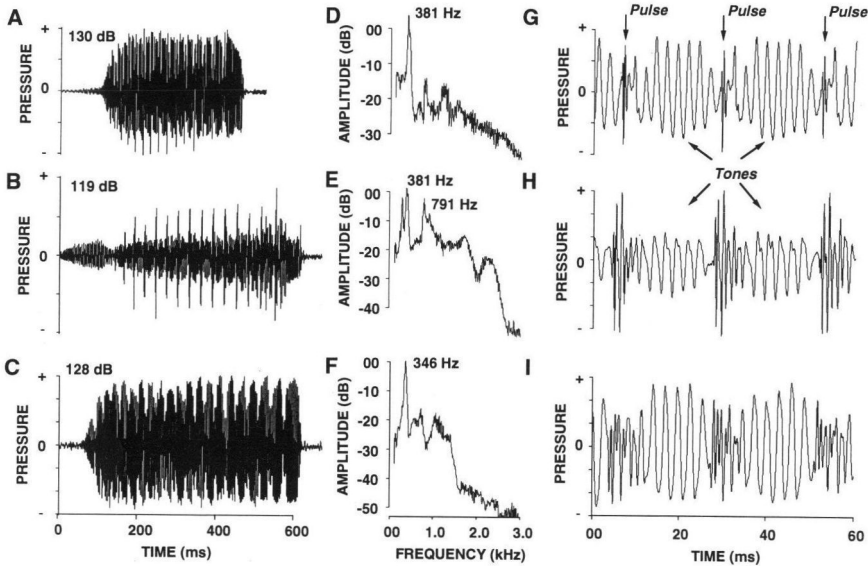 A
PRESSURE
+
0
-
130 dB
D
AMPLITUDE (dB)
00
-10
-20
-30
381 Hz
G
PRESSURE
+
0
-
Pulse
Pulse
Pulse
Tones
B
PRESSURE
+
0
-
119 dB
E
AMPLITUDE (dB)
00
-10
-20
-30
-40
381 Hz
791 Hz
H
PRESSURE
+
0
-
C
PRESSURE
+
0
-
128 dB
0
200
400
600
TIME (ms)
F
AMPLITUDE (dB)
00
-10
-20
-30
-40
-50
346 Hz
00
1.0
2.0
3.0
FREQUENCY (kHz)
I
PRESSURE
+
0
-
00
20
40
60
TIME (ms)